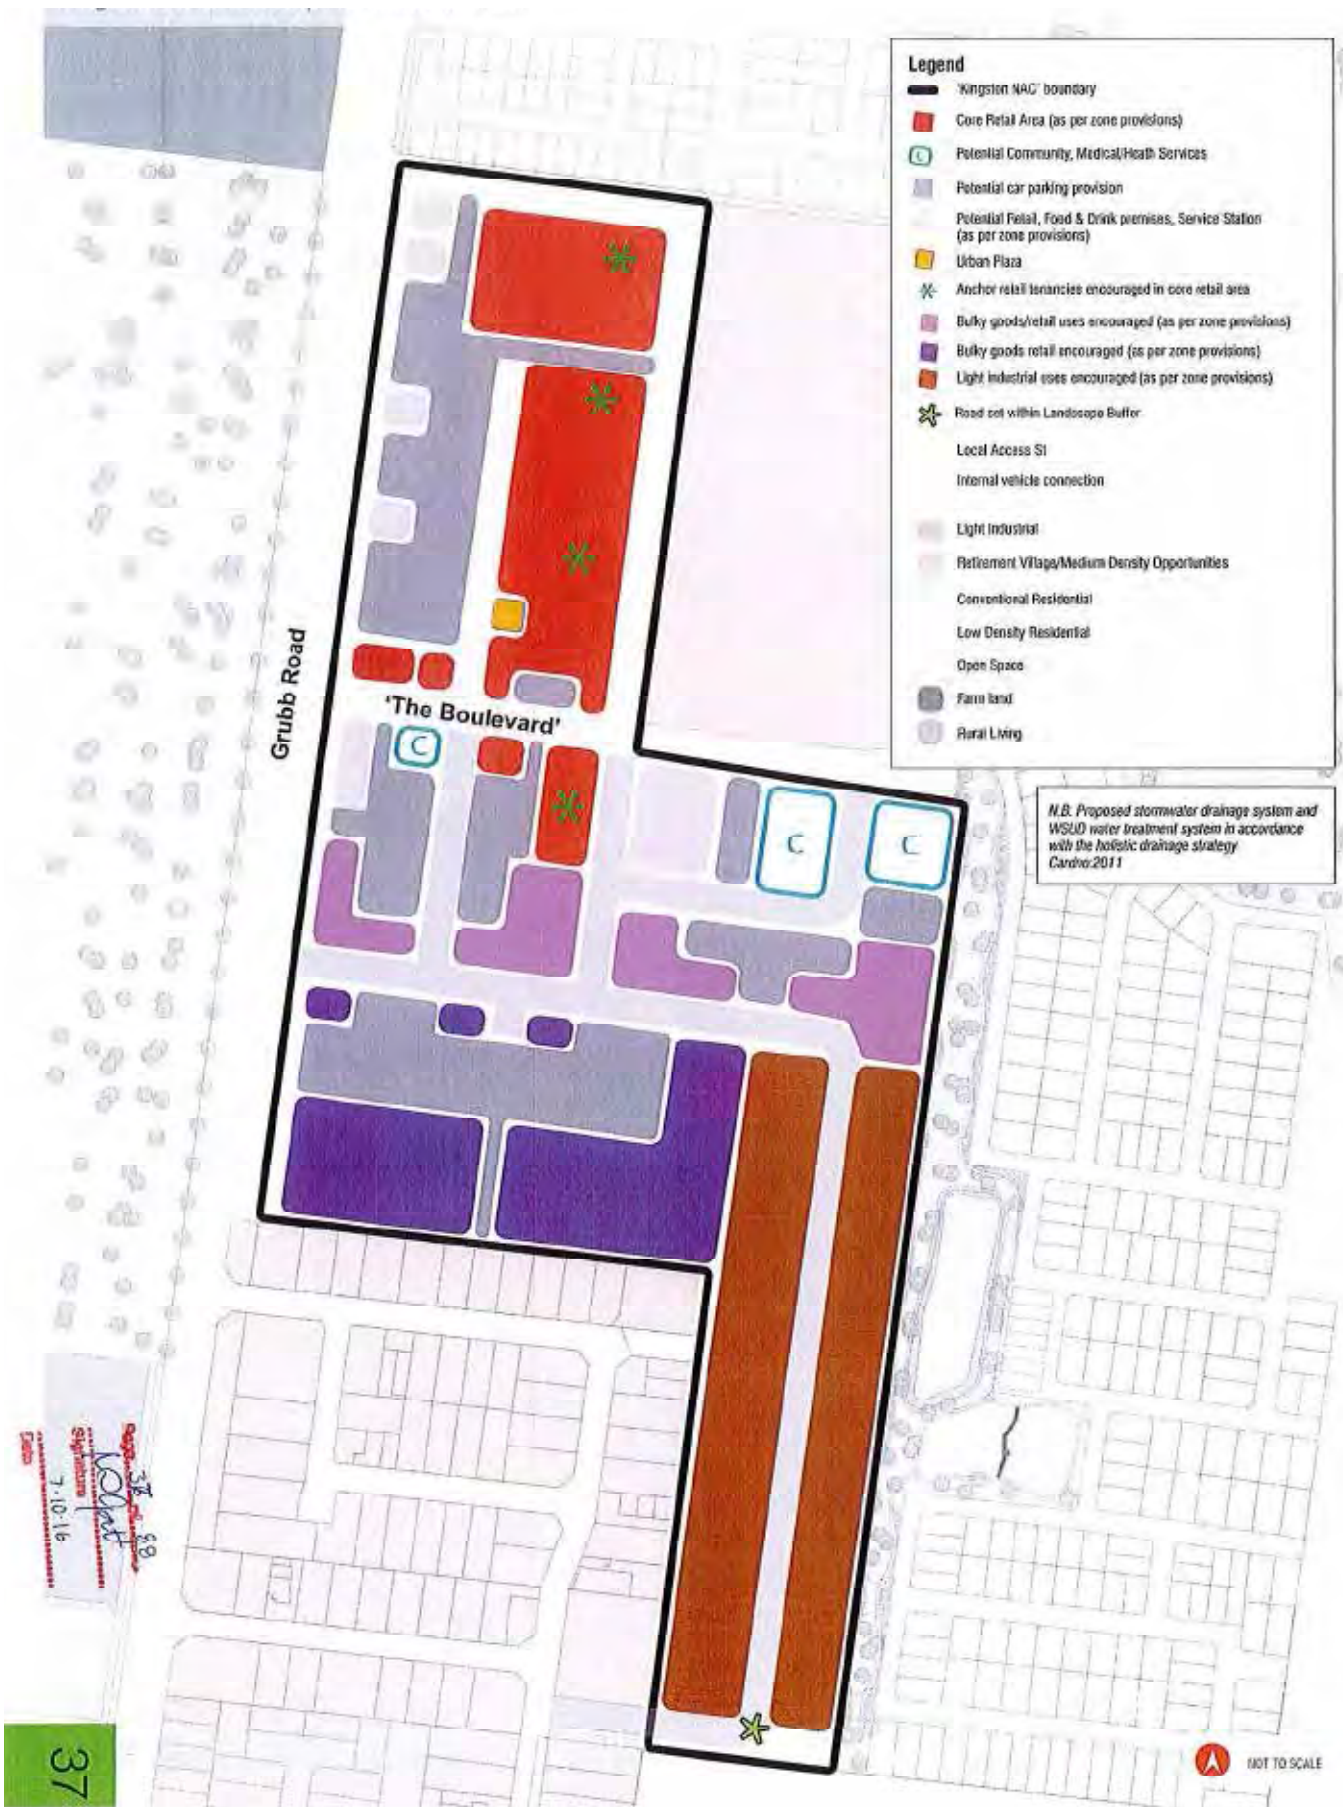 Legend
'Kingston NAC' boundary
Core Retail Area (as per zone provisions)
C
Potential Community, Medical/Heath Services
Potential car parking provision
Potential Retail, Food & Drink premises, Service Station
(as per zone provisions)
Urban Plaza
Anchor retail tenancies encouraged in core retail area
Bulky goods/retail uses encouraged (as per zone provisions)
Bulky goods retail encouraged (as per zone provisions)
Light industrial uses encouraged (as per zone provisions)
Road set within Landscape Buffer
Local Access St
Internal vehicle connection
Light Industrial
Retirement Village/Medium Density Opportunities
Conventional Residential
Low Density Residential
Open Space
Farm land
Rural Living
N.B. Proposed stormwater drainage system and
WSUD water treatment system in accordance
with the holistic drainage strategy
Cardno:2011
Grubb Road
'The Boulevard'
C
C
C
Signature
Date
7.10.16
37
NOT TO SCALE